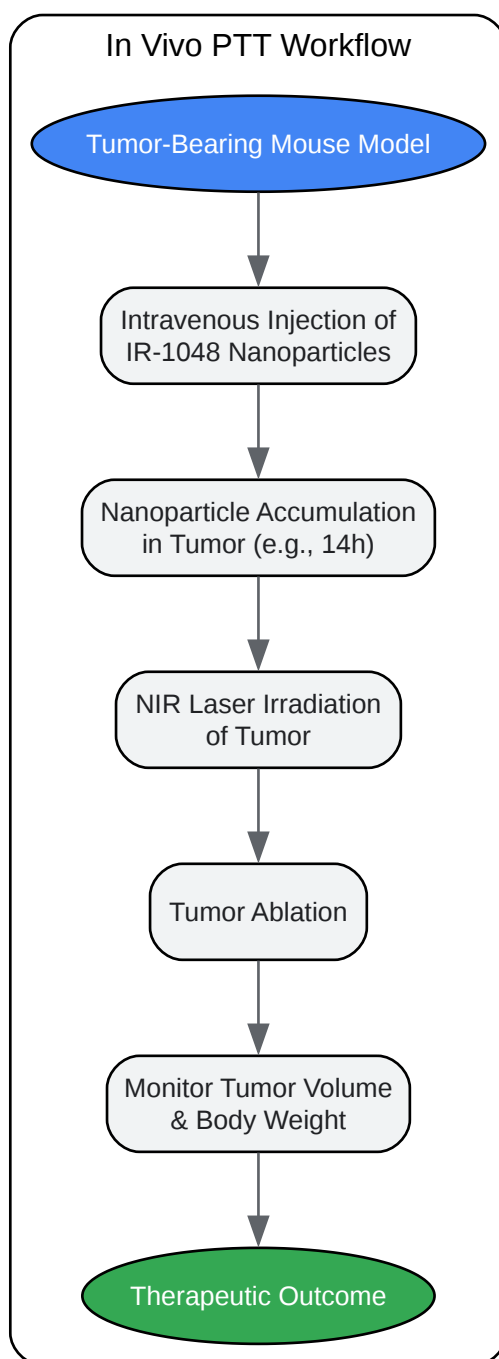 In Vivo PTT Workflow
Tumor-Bearing Mouse Model
Intravenous Injection of
IR-1048 Nanoparticles
Nanoparticle Accumulation
in Tumor (e.g., 14h)
NIR Laser Irradiation
of Tumor
Tumor Ablation
Monitor Tumor Volume
& Body Weight
Therapeutic Outcome